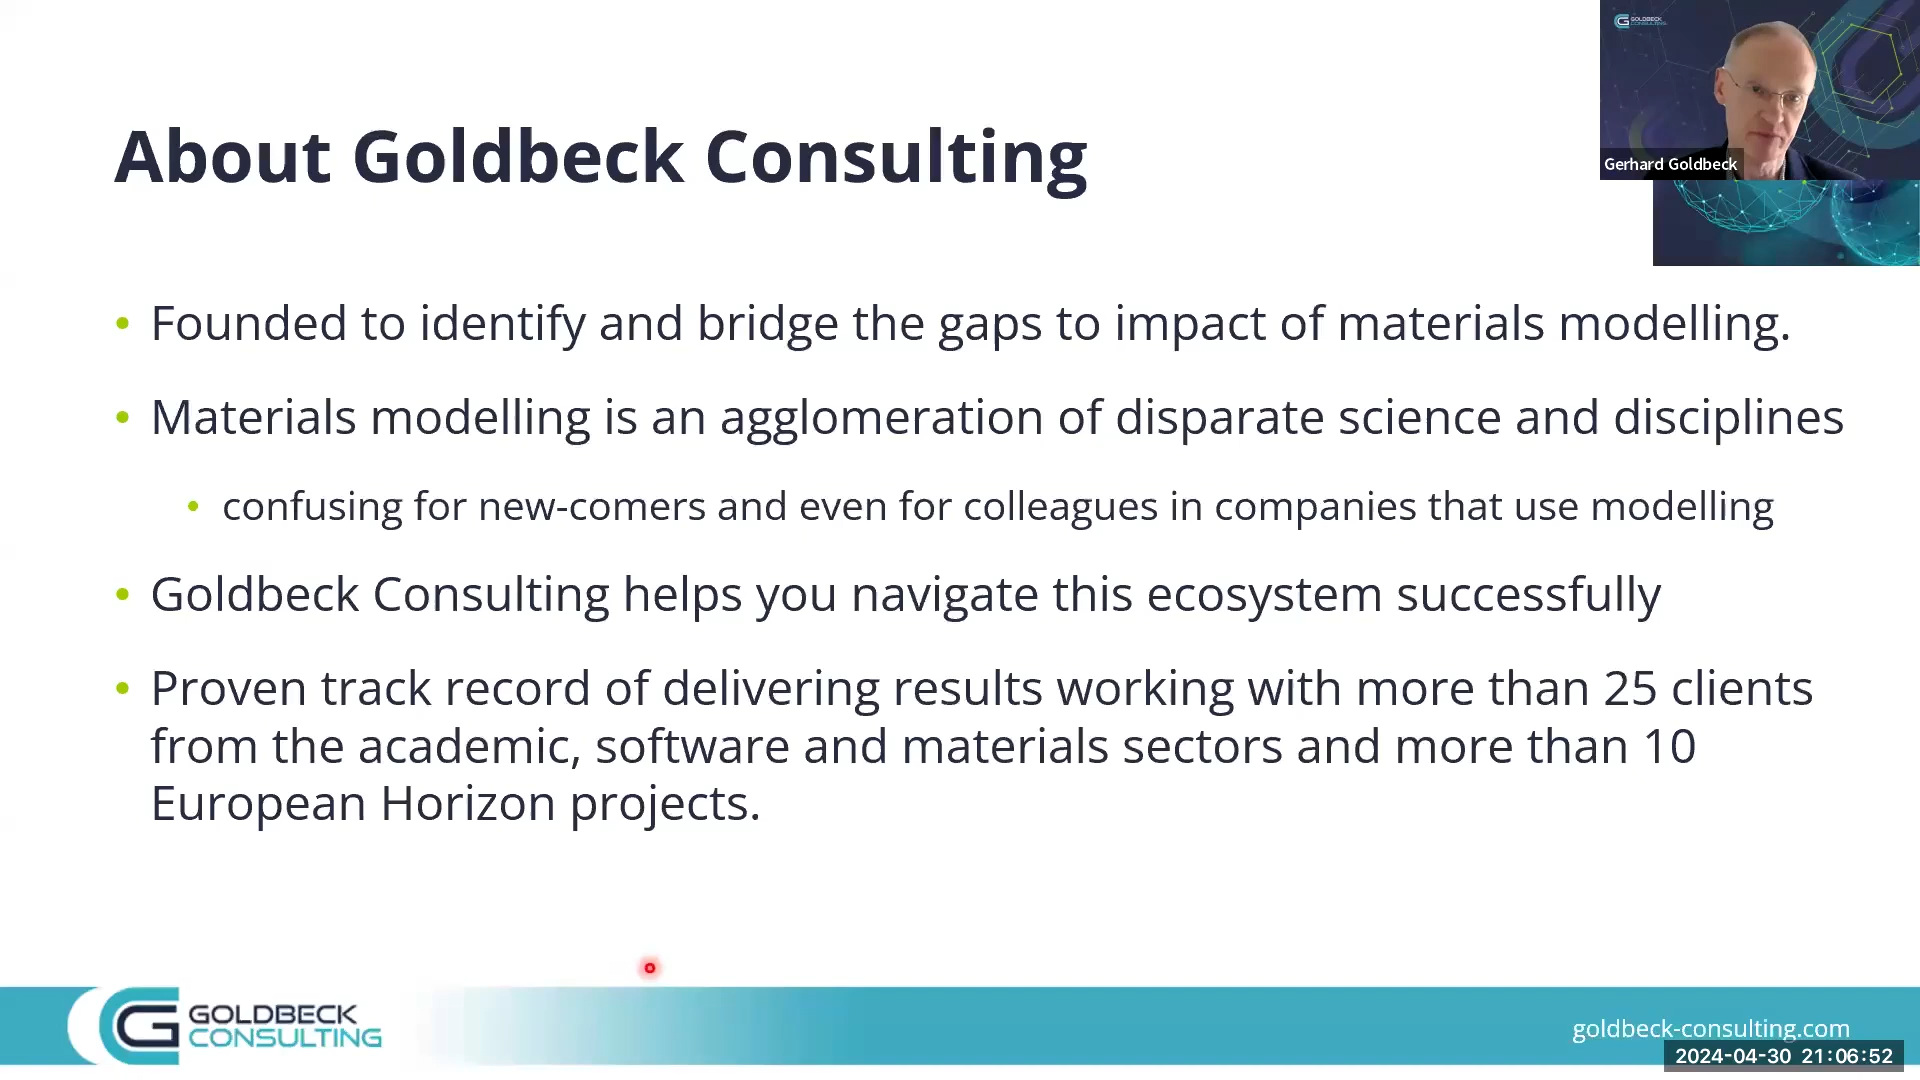 GOLDBECK
CONSULTING
Gerhard Goldbeck
About Goldbeck Consulting
• Founded to identify and bridge the gaps to impact of materials modelling.
• Materials modelling is an agglomeration of disparate science and disciplines
• confusing for new-comers and even for colleagues in companies that use modelling
• Goldbeck Consulting helps you navigate this ecosystem successfully
• Proven track record of delivering results working with more than 25 clients
from the academic, software and materials sectors and more than 10
European Horizon projects.
GOLDBECK
CONSULTING
goldbeck-consulting.com
2024-04-30 21:06:52